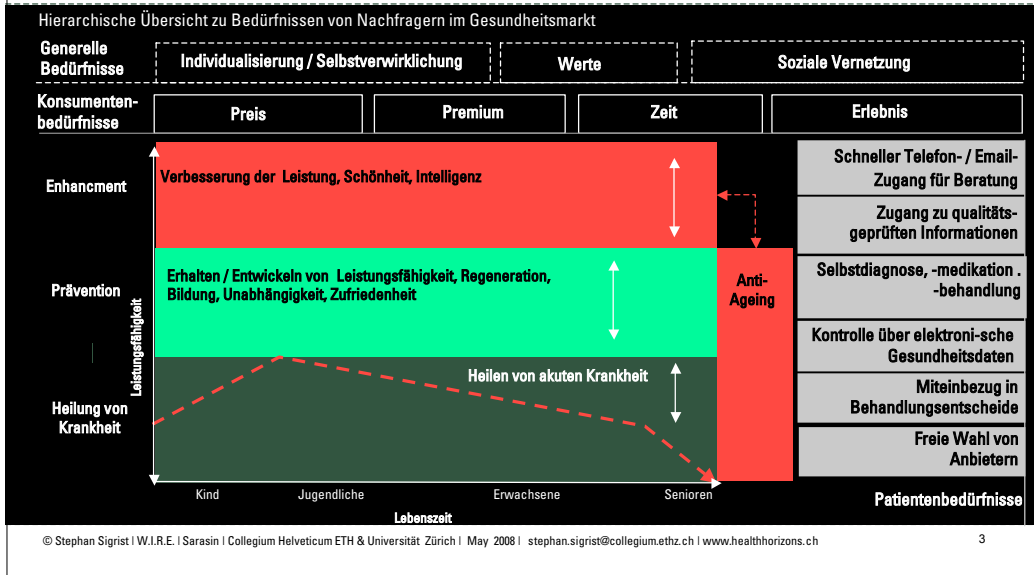 Hierarchische Übersicht zu Bedürfnissen von Nachfragern im Gesundheitsmarkt
Generelle
Bedürfnisse
Individualisierung / Selbstverwirklichung
Werte
Soziale Vernetzung
Konsumenten-
bedürfnisse
Preis
Premium
Zeit
Erlebnis
Enhancment
Verbesserung der Leistung, Schönheit, Intelligenz
Prävention
Erhalten / Entwickeln von Leistungsfähigkeit, Regeneration,
Bildung, Unabhängigkeit, Zufriedenheit
Anti-
Ageing
Leistungsfähigkeit
Heilung von
Krankheit
Heilen von akuten Krankheit
Schneller Telefon- / Email-
Zugang für Beratung
Zugang zu qualitäts-
geprüften Informationen
Selbstdiagnose, -medikation .
-behandlung
Kontrolle über elektroni-sche
Gesundheitsdaten
Miteinbezug in
Behandlungsentscheide
Freie Wahl von
Anbietern
Kind
Jugendliche
Erwachsene
Senioren
Lebenszeit
Patientenbedürfnisse
© Stephan Sigrist | W.I.R.E. | Sarasin | Collegium Helveticum ETH & Universität Zürich | May 2008 | stephan.sigrist@collegium.ethz.ch | www.healthhorizons.ch
3